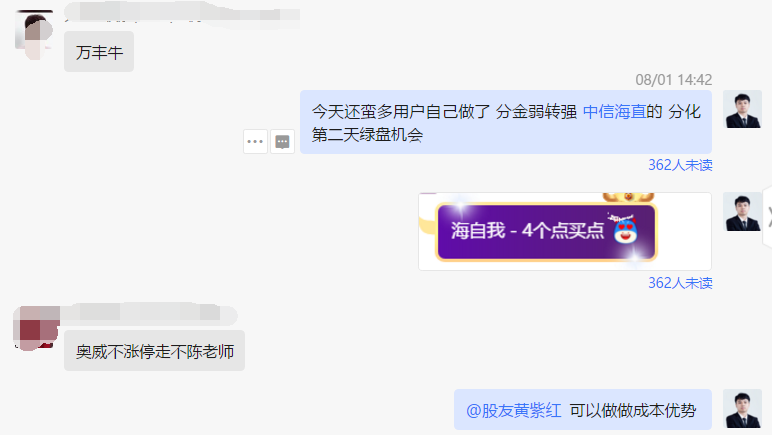 万丰牛
08/01 14:42
今天还蛮多用户自己做了 分金弱转强 中信海直的 分化
第二天绿盘机会
362人未读
海自我 - 4个点买点
362人未读
奥威不涨停走不陈老师
@股友黄紫红 可以做做成本优势